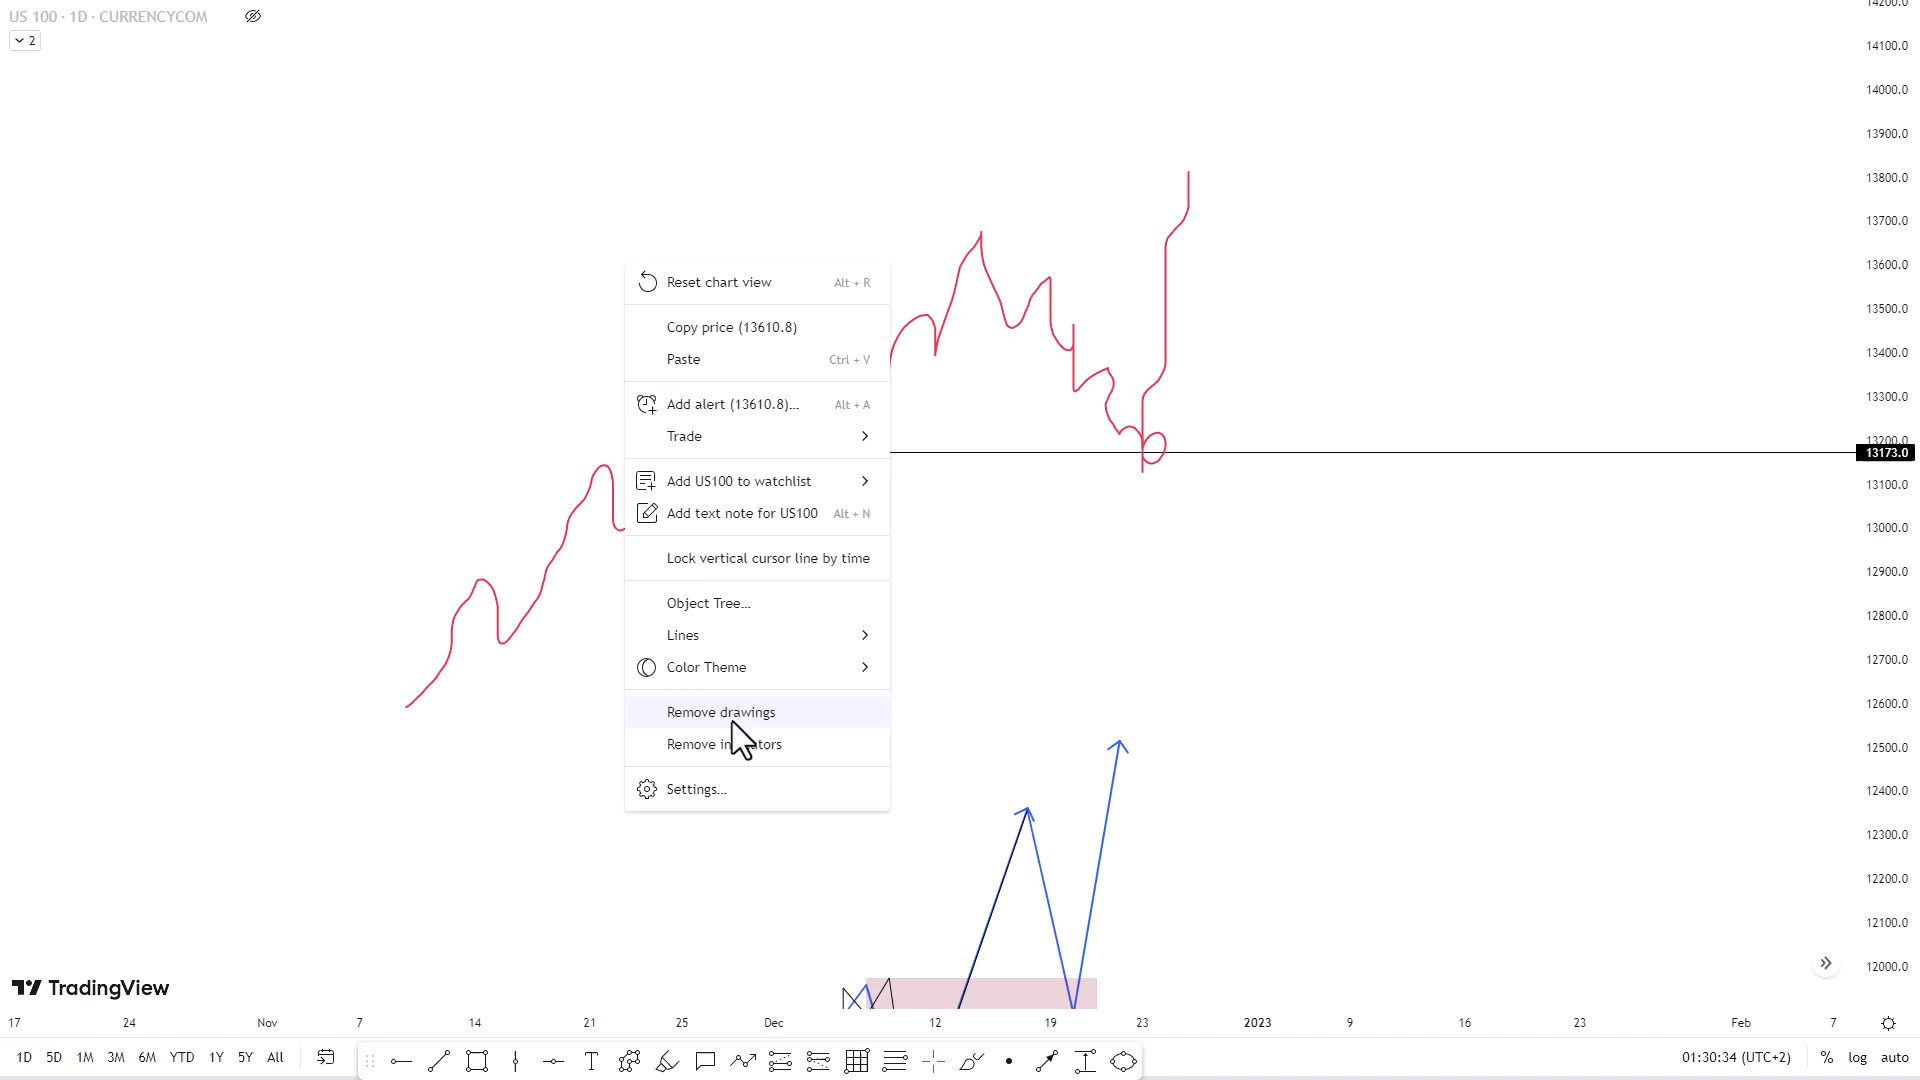 US 100 · 1D · CURRENCYCOM
2
14200.0
14100.0
14000.0
13900.0
13800.0
13700.0
13600.0
13500.0
13400.0
13300.0
13200.0
13173.0
13100.0
13000.0
12900.0
12800.0
12700.0
12600.0
12500.0
12400.0
12300.0
12200.0
12100.0
12000.0
Reset chart view Alt + R
Copy price (13610.8)
Paste Ctrl + V
Add alert (13610.8)... Alt + A
Trade
Add US100 to watchlist
Add text note for US100 Alt + N
Lock vertical cursor line by time
Object Tree...
Lines
Color Theme
Remove drawings
Remove indicators
Settings...
TradingView
17 24 Nov 7 14 21 25 Dec 12 19 23 2023 9 16 23 Feb 7
1D 5D 1M 3M 6M YTD 1Y 5Y All T 01:30:34 (UTC+2) % log auto